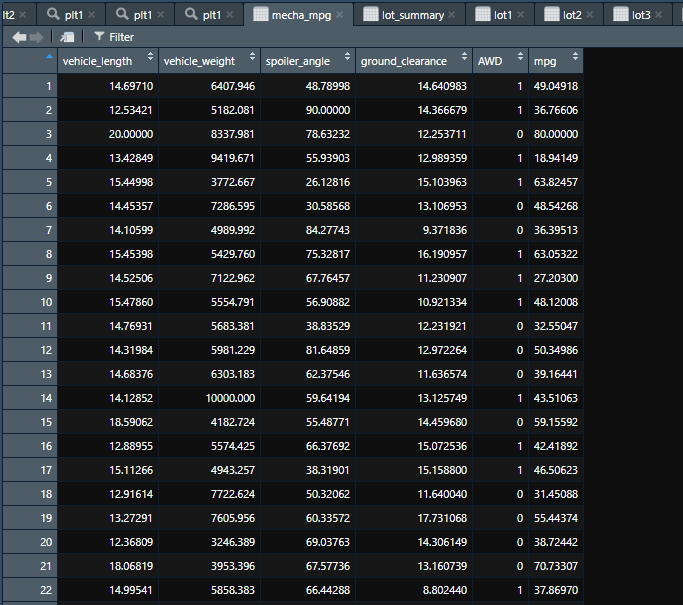 lt2 plt1 plt1 plt1 mecha_mpg lot_summary lot1 lot2 lot3
Filter
vehicle_length vehicle_weight spoiler_angle ground_clearance AWD mpg
1 14.69710 6407.946 48.78998 14.640983 1 49.04918
2 12.53421 5182.081 90.00000 14.366679 1 36.76606
3 20.00000 8337.981 78.63232 12.253711 0 80.00000
4 13.42849 9419.671 55.93903 12.989359 1 18.94149
5 15.44998 3772.667 26.12816 15.103963 1 63.82457
6 14.45357 7286.595 30.58568 13.106953 0 48.54268
7 14.10599 4989.992 84.27743 9.371836 0 36.39513
8 15.45398 5429.760 75.32817 16.190957 1 63.05322
9 14.52506 7122.962 67.76457 11.230907 1 27.20300
10 15.47860 5554.791 56.90882 10.921334 1 48.12008
11 14.76931 5683.381 38.83529 12.231921 0 32.55047
12 14.31984 5981.229 81.64859 12.972264 0 50.34986
13 14.68376 6303.183 62.37546 11.636574 0 39.16441
14 14.12852 10000.000 59.64194 13.125749 1 43.51063
15 18.59062 4182.724 55.48771 14.459680 0 59.15592
16 12.88955 5574.425 66.37692 15.072536 1 42.41892
17 15.11266 4943.257 38.31901 15.158800 1 46.50623
18 12.91614 7722.624 50.32062 11.640040 0 31.45088
19 13.27291 7605.956 60.33572 17.731068 0 55.44374
20 12.36809 3246.389 69.03763 14.306149 0 38.72442
21 18.06819 3953.396 67.57736 13.160739 0 70.73307
22 14.99541 5858.383 66.44288 8.802440 1 37.86970